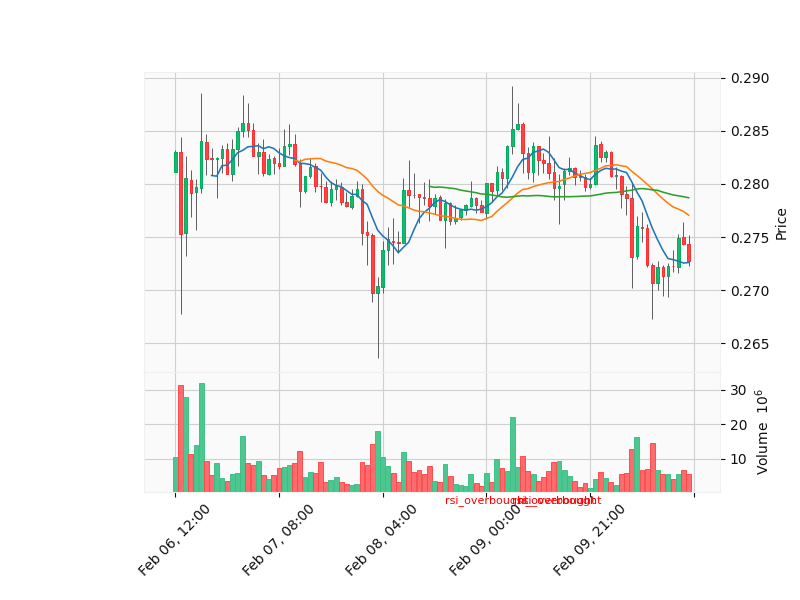 0.290
0.285
0.280
0.275
0.270
0.265
Price
30
20
10
Volume 10⁶
rsi_overbought
rsi_overbought
Feb 06, 12:00
Feb 07, 08:00
Feb 08, 04:00
Feb 09, 00:00
Feb 09, 21:00